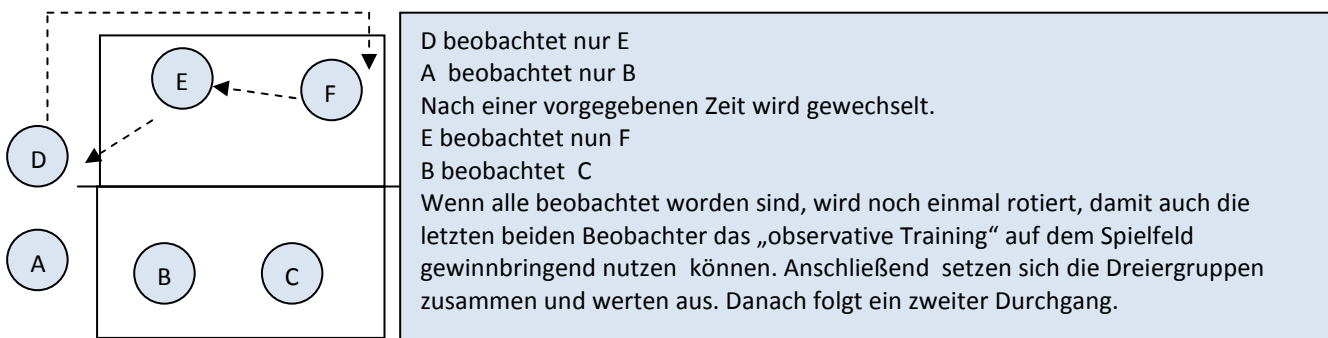 D beobachtet nur E
A beobachtet nur B
Nach einer vorgegebenen Zeit wird gewechselt.
E beobachtet nun F
B beobachtet C
Wenn alle beobachtet worden sind, wird noch einmal rotiert, damit auch die
letzten beiden Beobachter das „observative Training“ auf dem Spielfeld
gewinnbringend nutzen können. Anschließend setzen sich die Dreiergruppen
zusammen und werten aus. Danach folgt ein zweiter Durchgang.
E
F
D
A
B
C